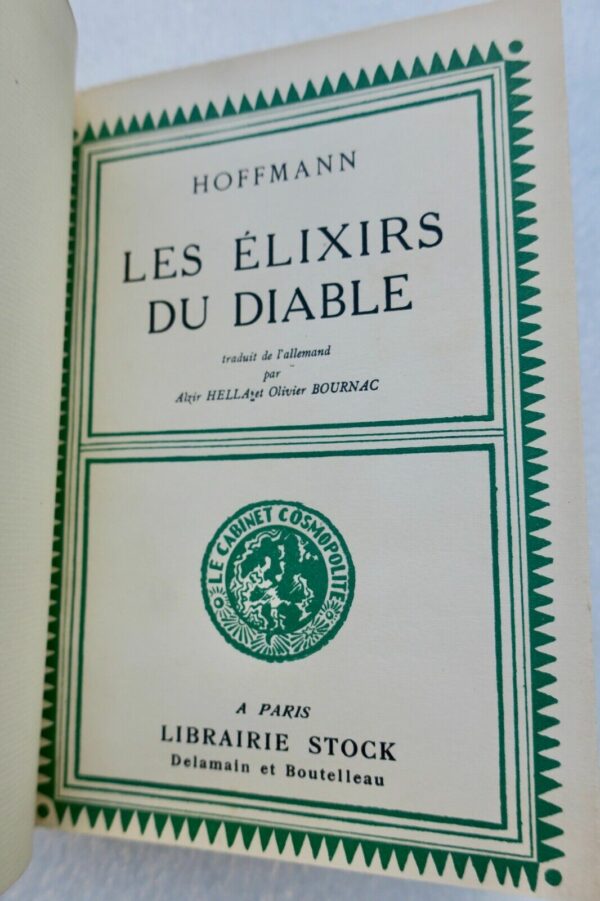 HOFFMANN
LES ÉLIXIRS
DU DIABLE
traduit de l'allemand
par
Alzir HELLA et Olivier BOURNAC
LE CABINET COSMOPOLITE
A PARIS
LIBRAIRIE STOCK
Delamain et Boutelleau